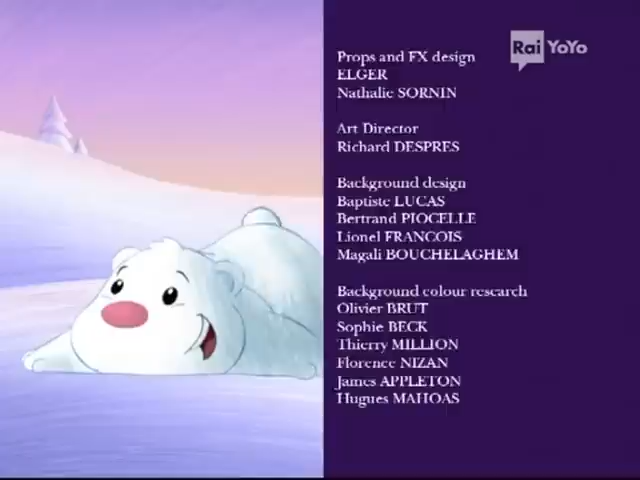 Rai YoYo
Props and FX design
ELGER
Nathalie SORNIN
Art Director
Richard DESPRES
Background design
Baptiste LUCAS
Bertrand PIOCELLE
Lionel FRANCOIS
Magali BOUCHELAGHEM
Background colour research
Olivier BRUT
Sophie BECK
Thierry MILLION
Florence NIZAN
James APPLETON
Hugues MAHOAS